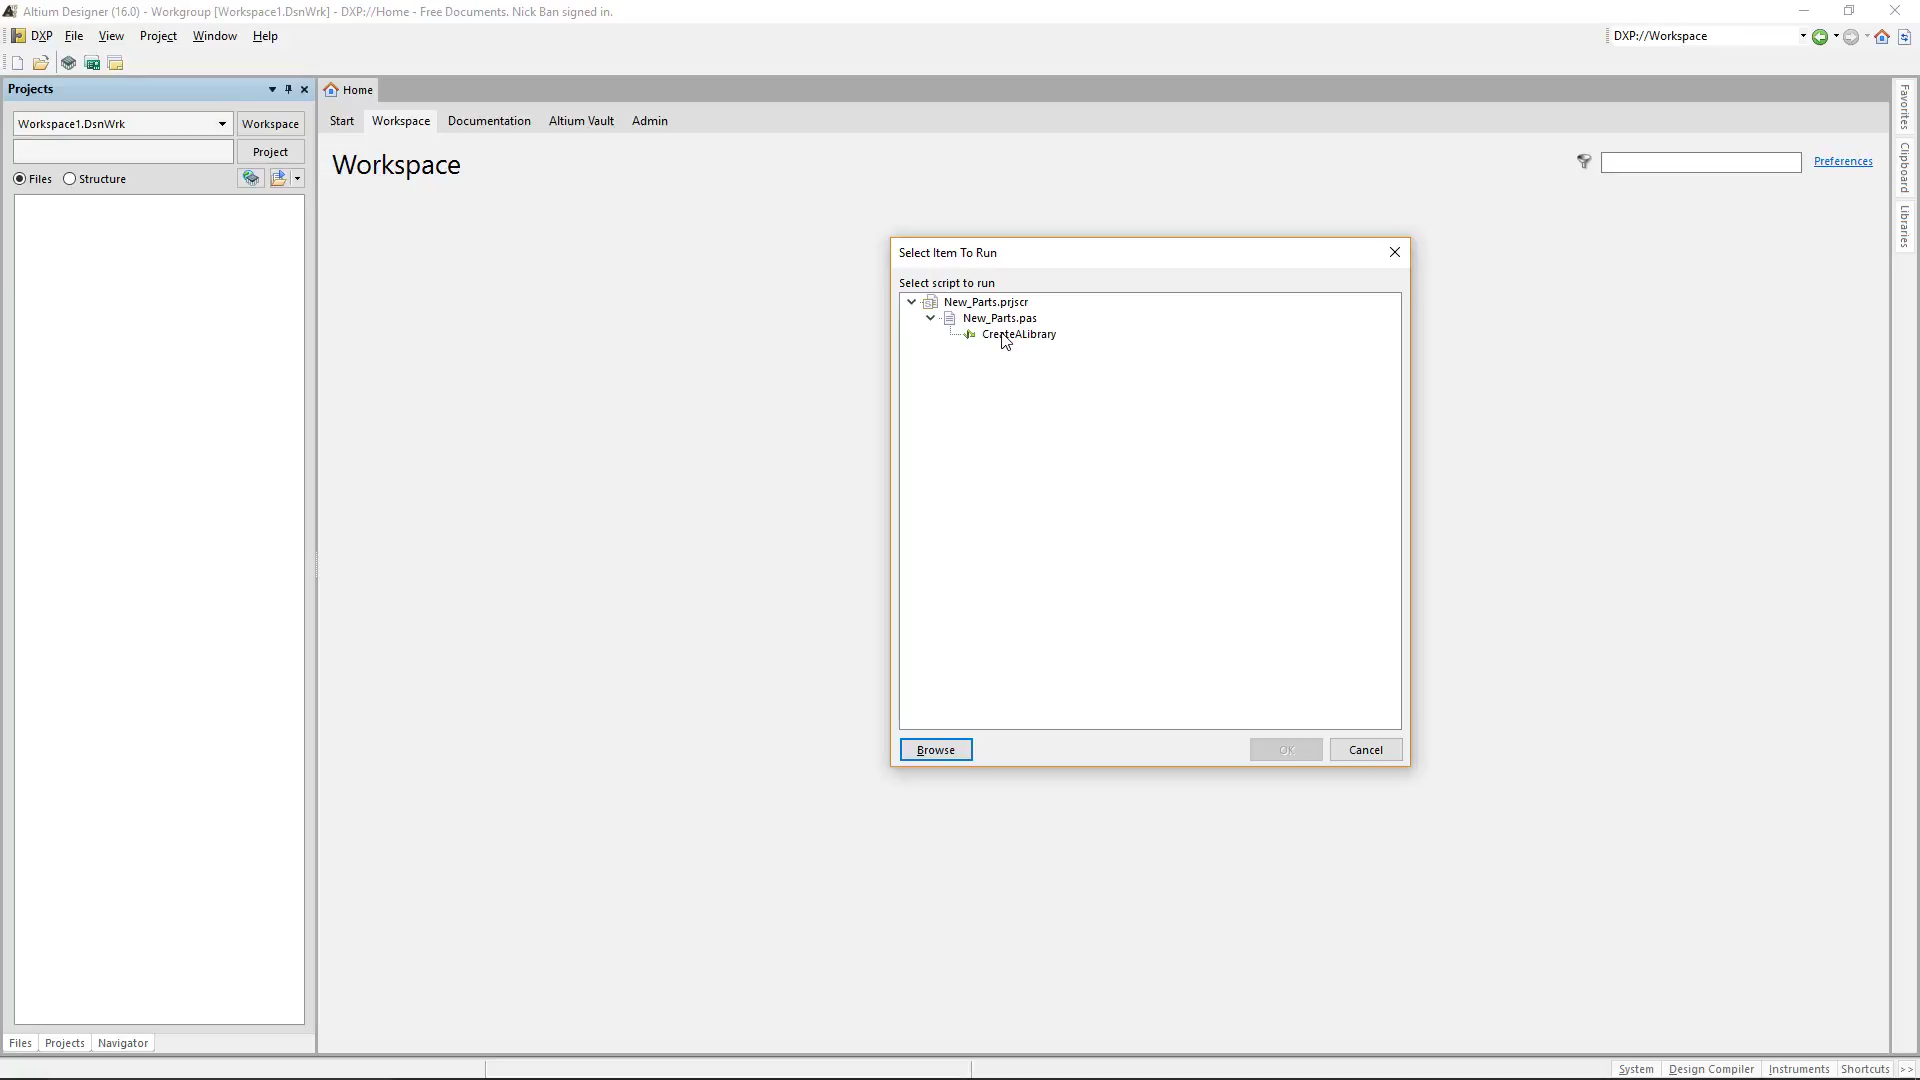 Altium Designer (16.0) - Workgroup [Workspace1.DsnWrk] - DXP://Home - Free Documents. Nick Ban signed in.
DXP File View Project Window Help
DXP://Workspace
Projects
Home
Workspace1.DsnWrk
Workspace
Start Workspace Documentation Altium Vault Admin
Project
Workspace
Preferences
Files Structure
Favorites
Clipboard
Libraries
Select Item To Run
Select script to run
New_Parts.prjscr
New_Parts.pas
CreateALibrary
Browse OK Cancel
Files Projects Navigator
System Design Compiler Instruments Shortcuts >>